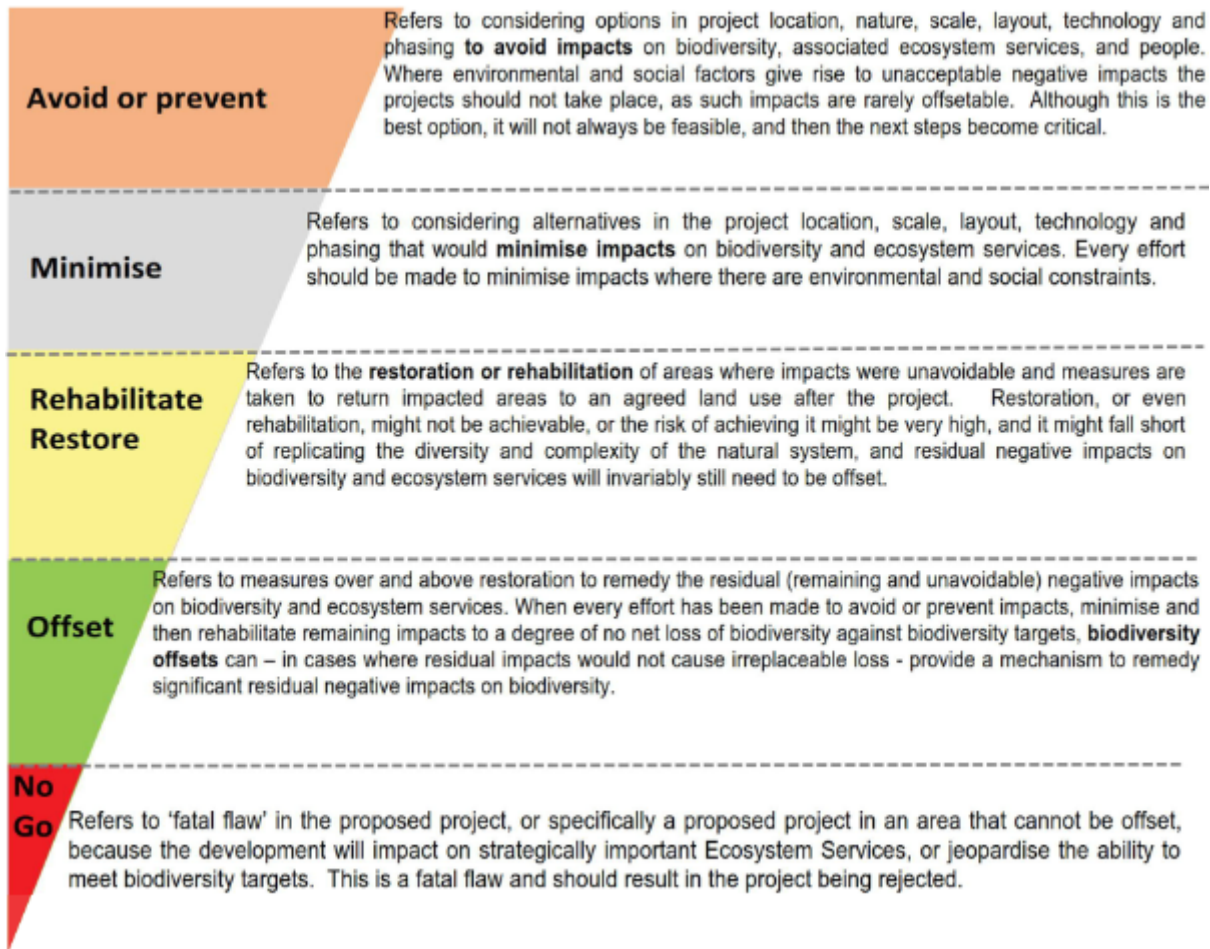 Avoid or prevent
Refers to considering options in project location, nature, scale, layout, technology and
phasing to avoid impacts on biodiversity, associated ecosystem services, and people.
Where environmental and social factors give rise to unacceptable negative impacts the
projects should not take place, as such impacts are rarely offsetable. Although this is the
best option, it will not always be feasible, and then the next steps become critical.
Minimise
Refers to considering alternatives in the project location, scale, layout, technology and
phasing that would minimise impacts on biodiversity and ecosystem services. Every effort
should be made to minimise impacts where there are environmental and social constraints.
Rehabilitate
Restore
Refers to the restoration or rehabilitation of areas where impacts were unavoidable and measures are
taken to return impacted areas to an agreed land use after the project. Restoration, or even
rehabilitation, might not be achievable, or the risk of achieving it might be very high, and it might fall short
of replicating the diversity and complexity of the natural system, and residual negative impacts on
biodiversity and ecosystem services will invariably still need to be offset.
Offset
Refers to measures over and above restoration to remedy the residual (remaining and unavoidable) negative impacts
on biodiversity and ecosystem services. When every effort has been made to avoid or prevent impacts, minimise and
then rehabilitate remaining impacts to a degree of no net loss of biodiversity against biodiversity targets, biodiversity
offsets can – in cases where residual impacts would not cause irreplaceable loss - provide a mechanism to remedy
significant residual negative impacts on biodiversity.
No
Go
Refers to 'fatal flaw' in the proposed project, or specifically a proposed project in an area that cannot be offset,
because the development will impact on strategically important Ecosystem Services, or jeopardise the ability to
meet biodiversity targets. This is a fatal flaw and should result in the project being rejected.